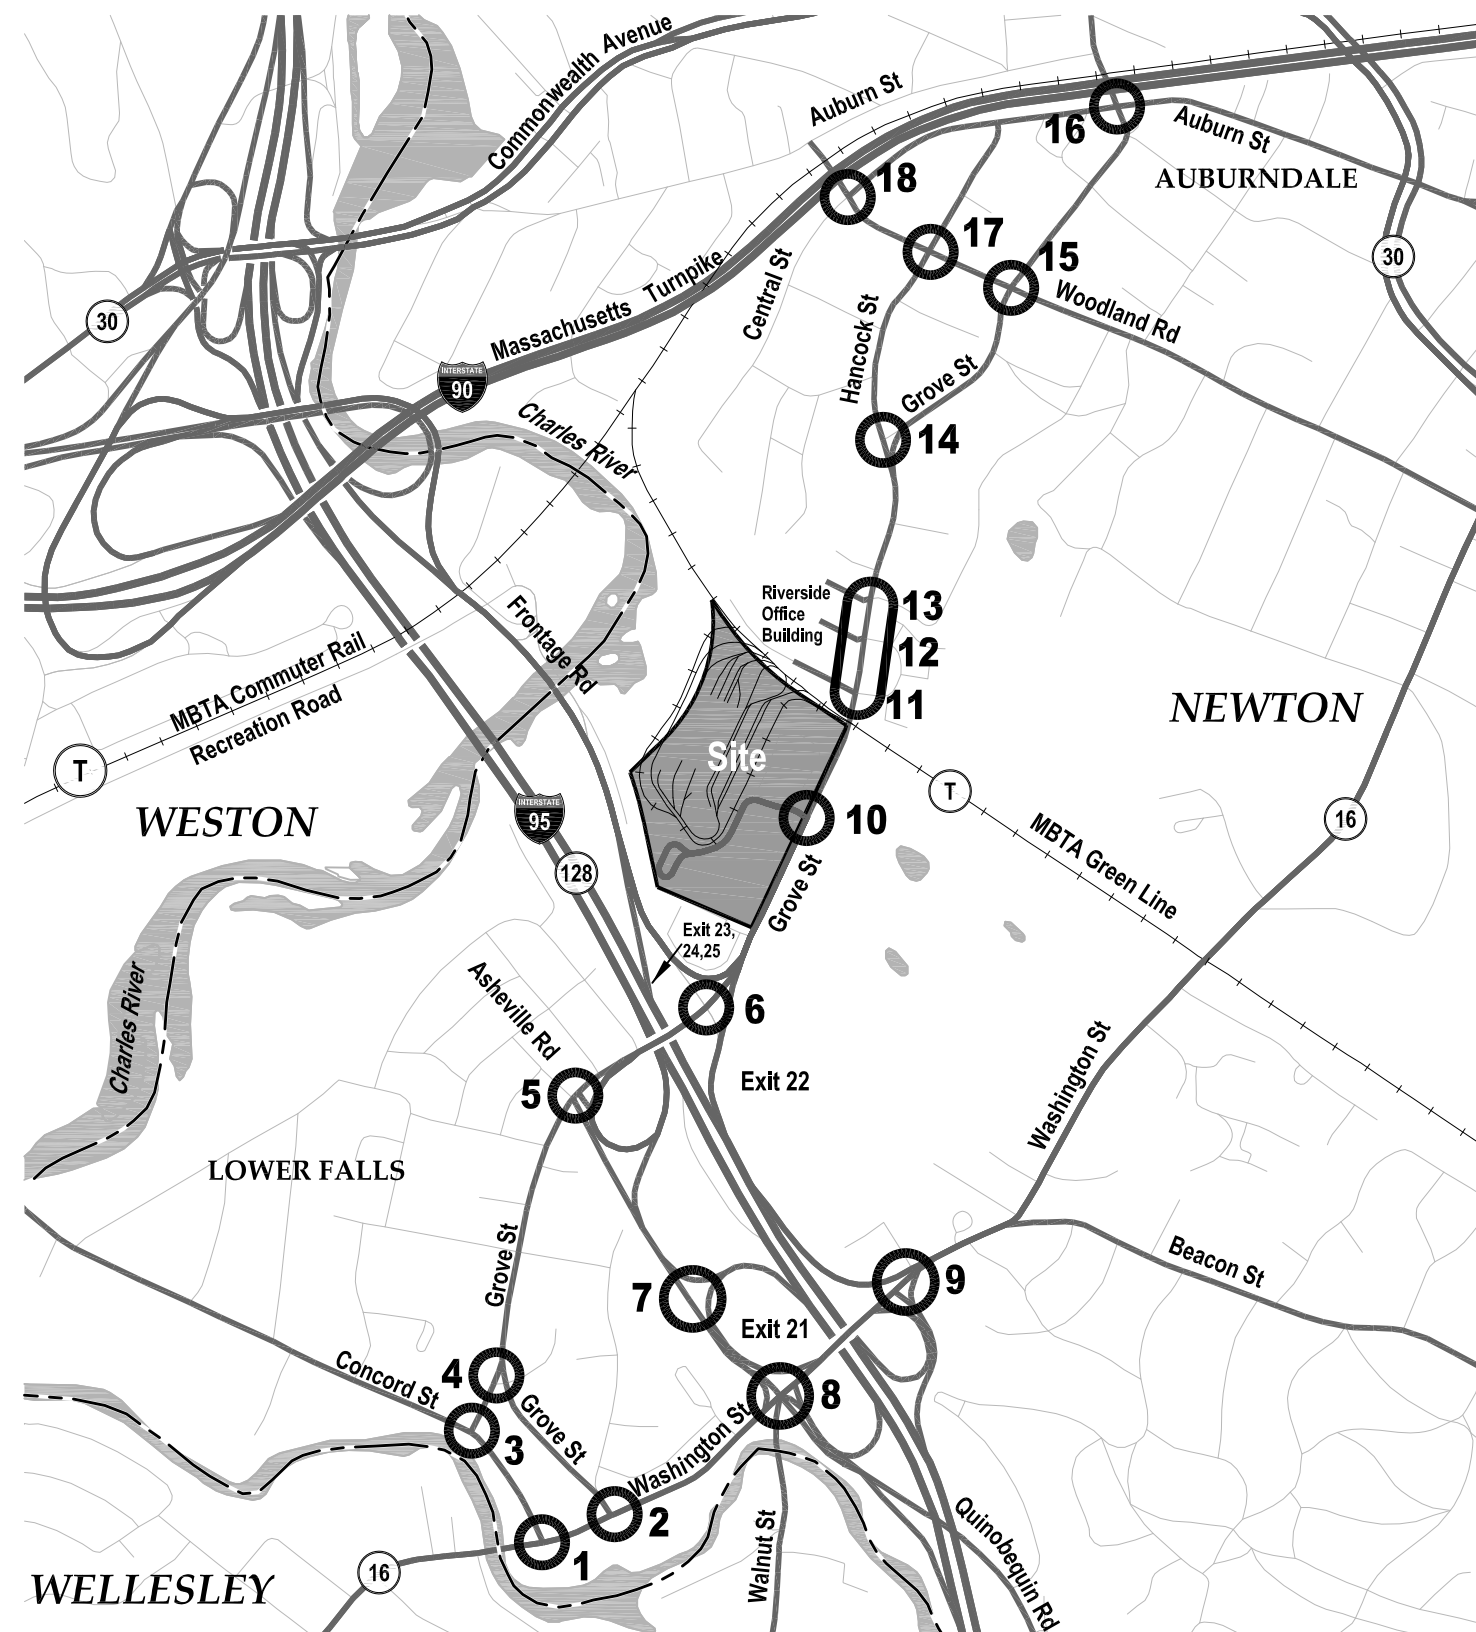 Commonwealth Avenue
Auburn St
16
Auburn St
AUBURNDALE
18
17
15
30
Central St
Woodland Rd
Massachusetts Turnpike
30
Hancock St
INTERSTATE
90
Grove St
Charles River
14
Riverside
Office
Building
13
Frontage Rd
12
MBTA Commuter Rail
Recreation Road
11
NEWTON
Site
T
T
WESTON
INTERSTATE
95
10
16
MBTA Green Line
128
Grove St
Exit 23,
24,25
Asheville Rd
Charles River
6
Washington St
5
Exit 22
LOWER FALLS
Grove St
Beacon St
9
7
Exit 21
Concord St
4
8
Grove St
3
Washington St
2
Quinobequin Rd
1
Walnut St
16
WELLESLEY